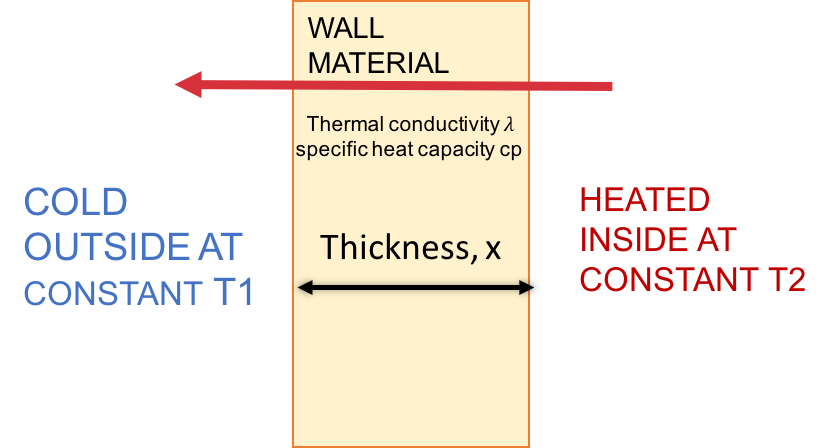 WALL
MATERIAL
Thermal conductivity 𝜆
specific heat capacity cp
COLD
OUTSIDE AT
CONSTANT T1
Thickness, x
HEATED
INSIDE AT
CONSTANT T2